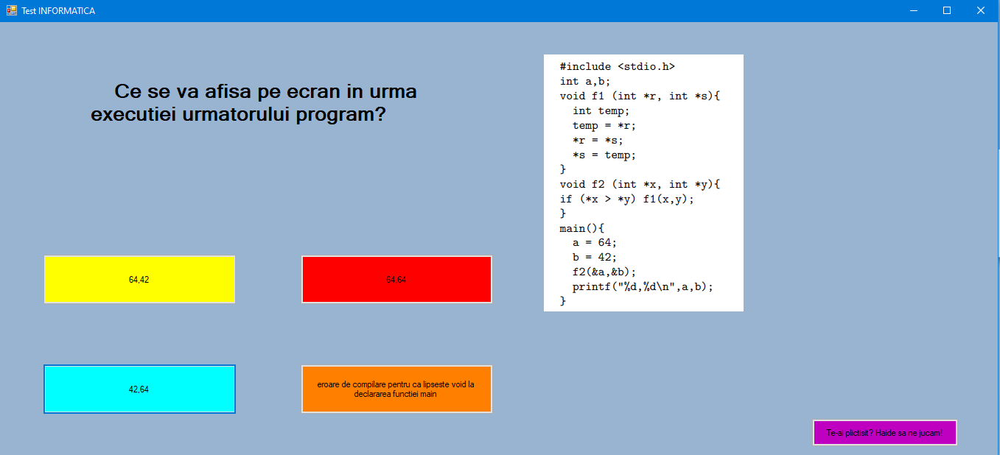 Test INFORMATICA
Ce se va afisa pe ecran in urma
executiei urmatorului program?
#include <stdio.h>
int a,b;
void f1 (int *r, int *s){
int temp;
temp = *r;
*r = *s;
*s = temp;
}
void f2 (int *x, int *y){
if (*x > *y) f1(x,y);
}
main(){
a = 64;
b = 42;
f2(&a,&b);
printf("%d,%d\n",a,b);
}
64,42
64,64
42,64
eroare de compilare pentru ca lipseste void la
declararea functiei main
Te-ai plictisit? Haide sa ne jucam!